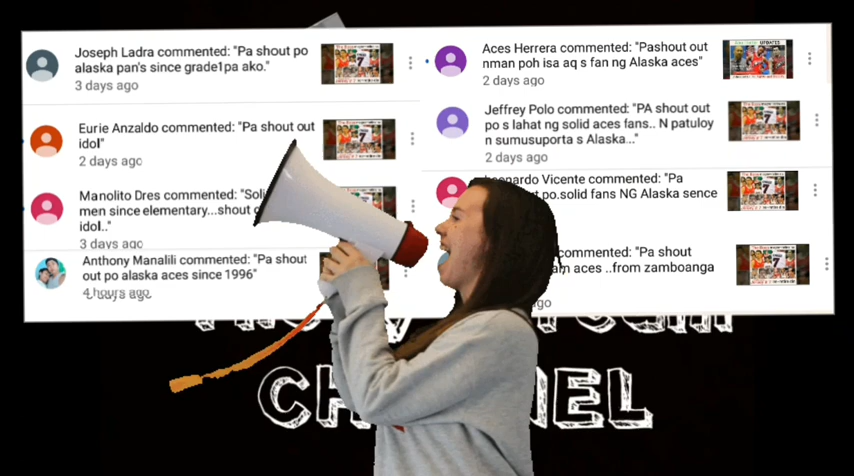 Joseph Ladra commented: "Pa shout po
alaska pan's since grade1pa ako."
3 days ago
Eurie Anzaldo commented: "Pa shout out
idol"
2 days ago
Manolito Dres commented: "Soli
men since elementary...shout
idol.."
3 days ago
Anthony Manalili commented: "Pa shout
out po alaska aces since 1996"
4 hours ago
Aces Herrera commented: "Pashout out
nman poh isa aq s fan ng Alaska aces"
2 days ago
Jeffrey Polo commented: "PA shout out
po s lahat ng solid aces fans.. N patuloy
n sumusuporta s Alaska..."
2 days ago
Vicente commented: "Pa
po.solid fans NG Alaska sence
commented: "Pa shout
aces ..from zamboanga
ago